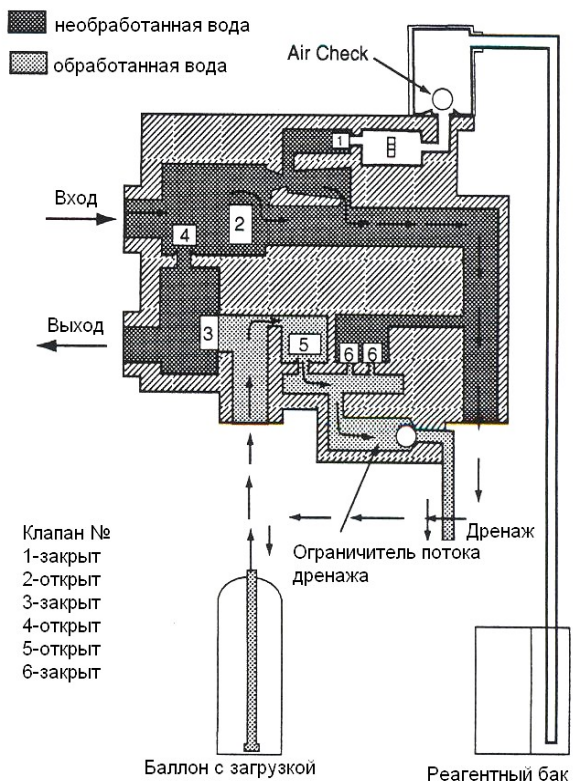 необработанная вода
обработанная вода
Air Check
1
Вход
2
4
Выход
3
5
6 6
Дренаж
Ограничитель потока
дренажа
Клапан №
1-закрыт
2-открыт
3-закрыт
4-открыт
5-открыт
6-закрыт
Баллон с загрузкой
Реагентный бак